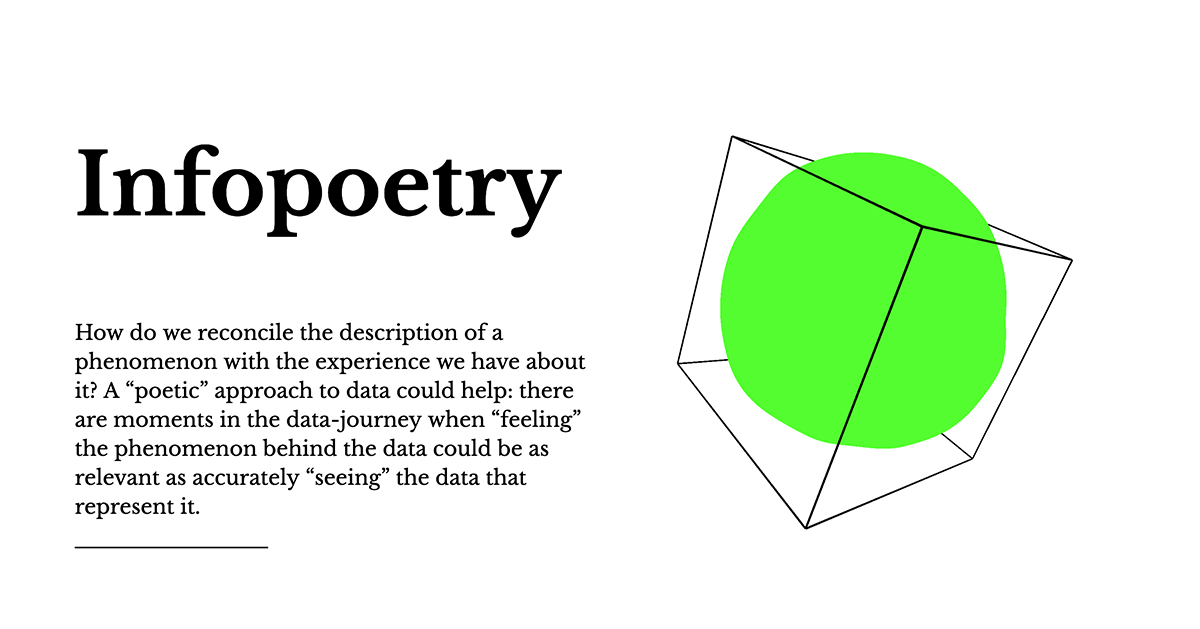 Infopoetry
How do we reconcile the description of a
phenomenon with the experience we have about
it? A “poetic” approach to data could help: there
are moments in the data-journey when “feeling”
the phenomenon behind the data could be as
relevant as accurately “seeing” the data that
represent it.